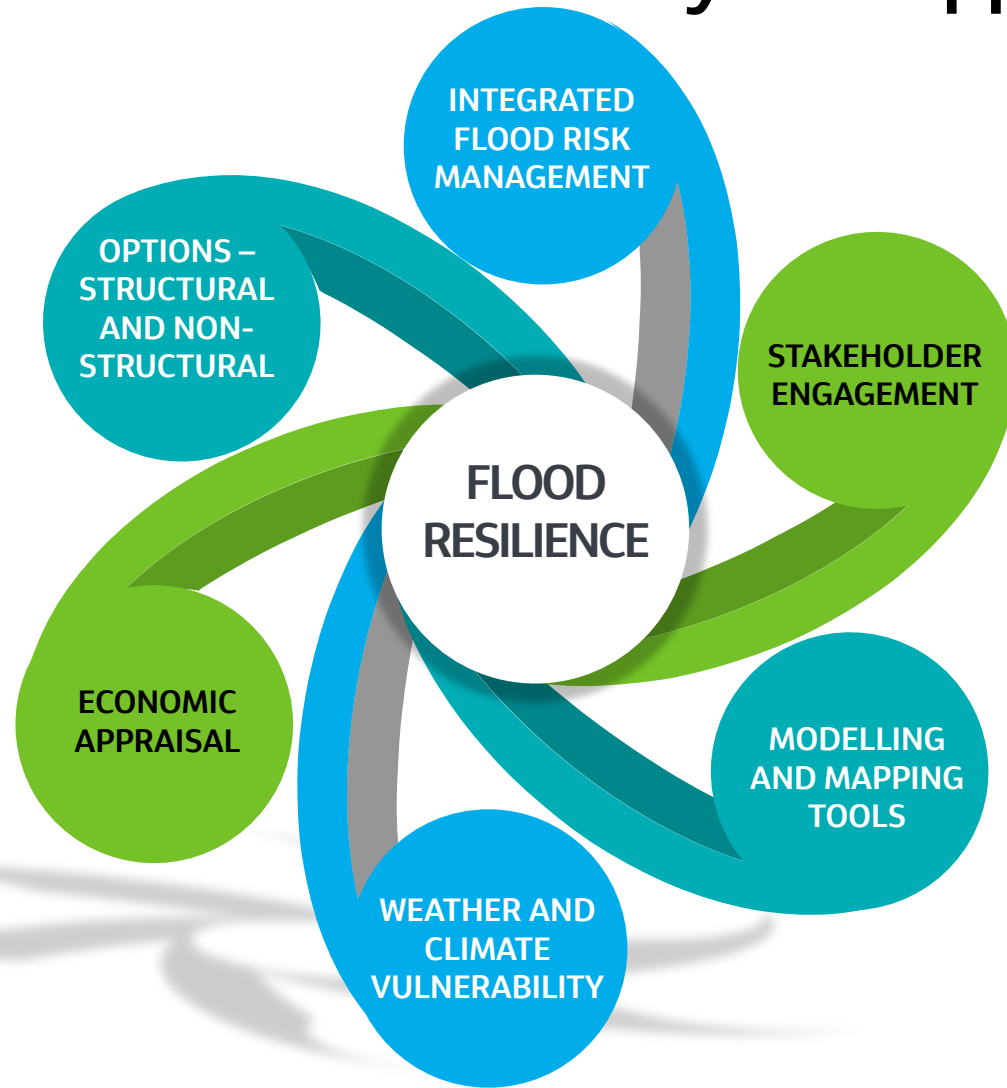 INTEGRATED
FLOOD RISK
MANAGEMENT
OPTIONS –
STRUCTURAL
AND NON-
STRUCTURAL
STAKEHOLDER
ENGAGEMENT
FLOOD
RESILIENCE
ECONOMIC
APPRAISAL
MODELLING
AND MAPPING
TOOLS
WEATHER AND
CLIMATE
VULNERABILITY